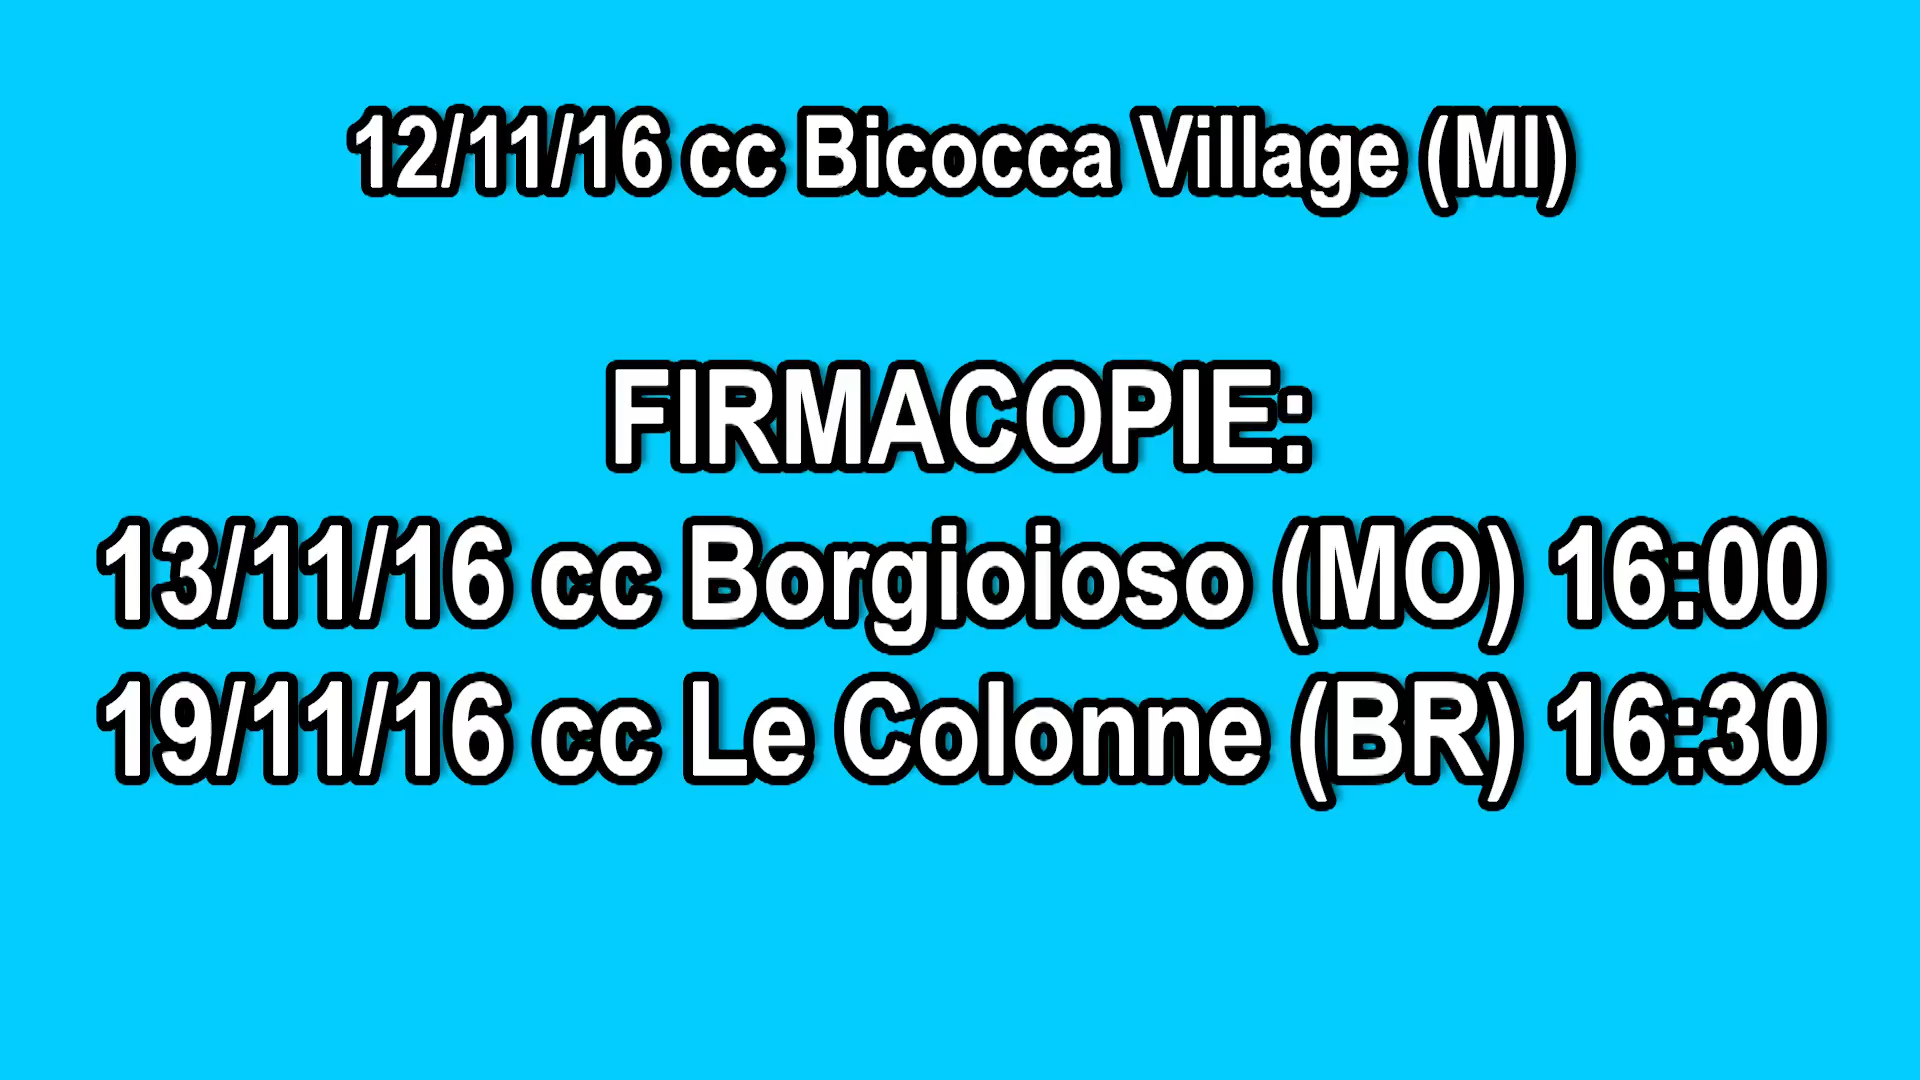 12/11/16 cc Bicocca Village (MI)
FIRMACOPIE:
13/11/16 cc Borgioioso (MO) 16:00
19/11/16 cc Le Colonne (BR) 16:30